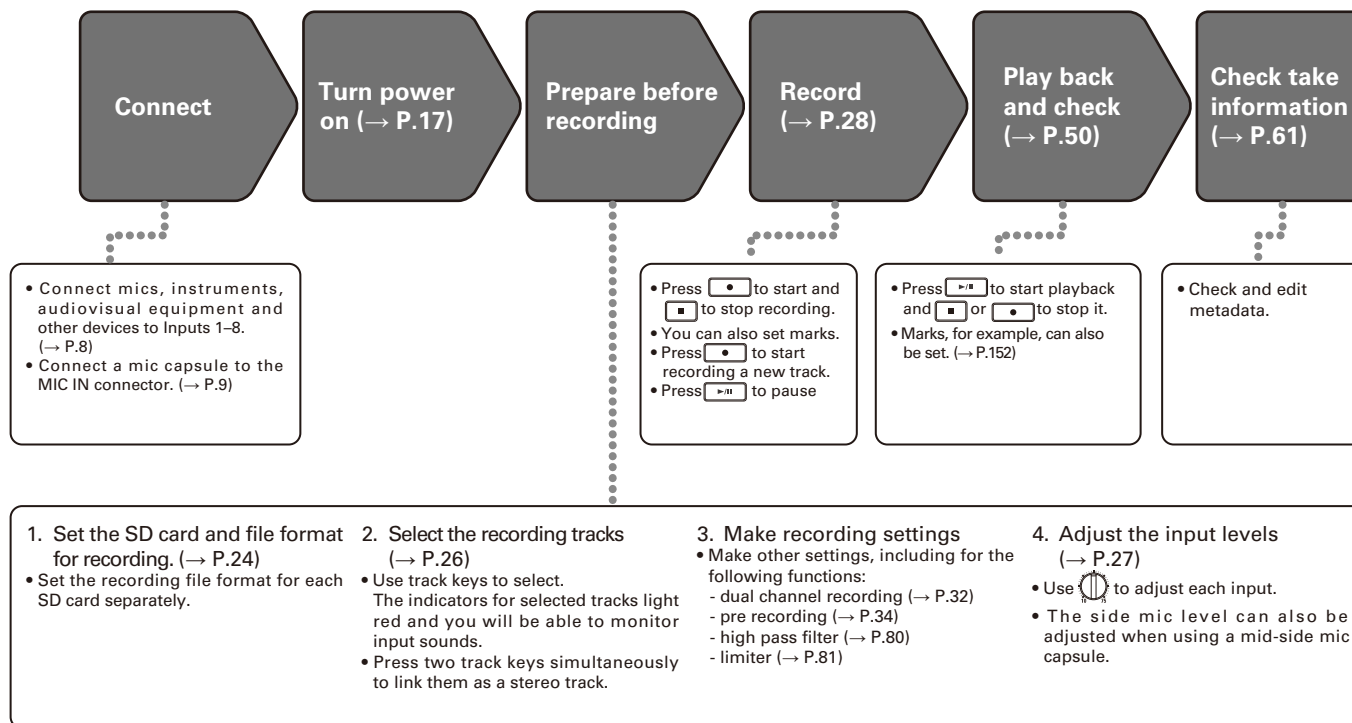 Connect
Turn power
on (→ P.17)
Prepare before
recording
Record
(→ P.28)
Play back
and check
(→ P.50)
Check take
information
(→ P.61)
• Connect mics, instruments,
audiovisual equipment and
other devices to Inputs 1–8.
(→ P.8)
• Connect a mic capsule to the
MIC IN connector. (→ P.9)
• Press ● to start and
■ to stop recording.
• You can also set marks.
• Press ● to start
recording a new track.
• Press ►/II to pause
• Press ►/II to start playback
and ■ or ● to stop it.
• Marks, for example, can also
be set. (→ P.152)
• Check and edit
metadata.
1. Set the SD card and file format
for recording. (→ P.24)
• Set the recording file format for each
SD card separately.
2. Select the recording tracks
(→ P.26)
• Use track keys to select.
The indicators for selected tracks light
red and you will be able to monitor
input sounds.
• Press two track keys simultaneously
to link them as a stereo track.
3. Make recording settings
• Make other settings, including for the
following functions:
- dual channel recording (→ P.32)
- pre recording (→ P.34)
- high pass filter (→ P.80)
- limiter (→ P.81)
4. Adjust the input levels
(→ P.27)
• Use to adjust each input.
• The side mic level can also be
adjusted when using a mid-side mic
capsule.